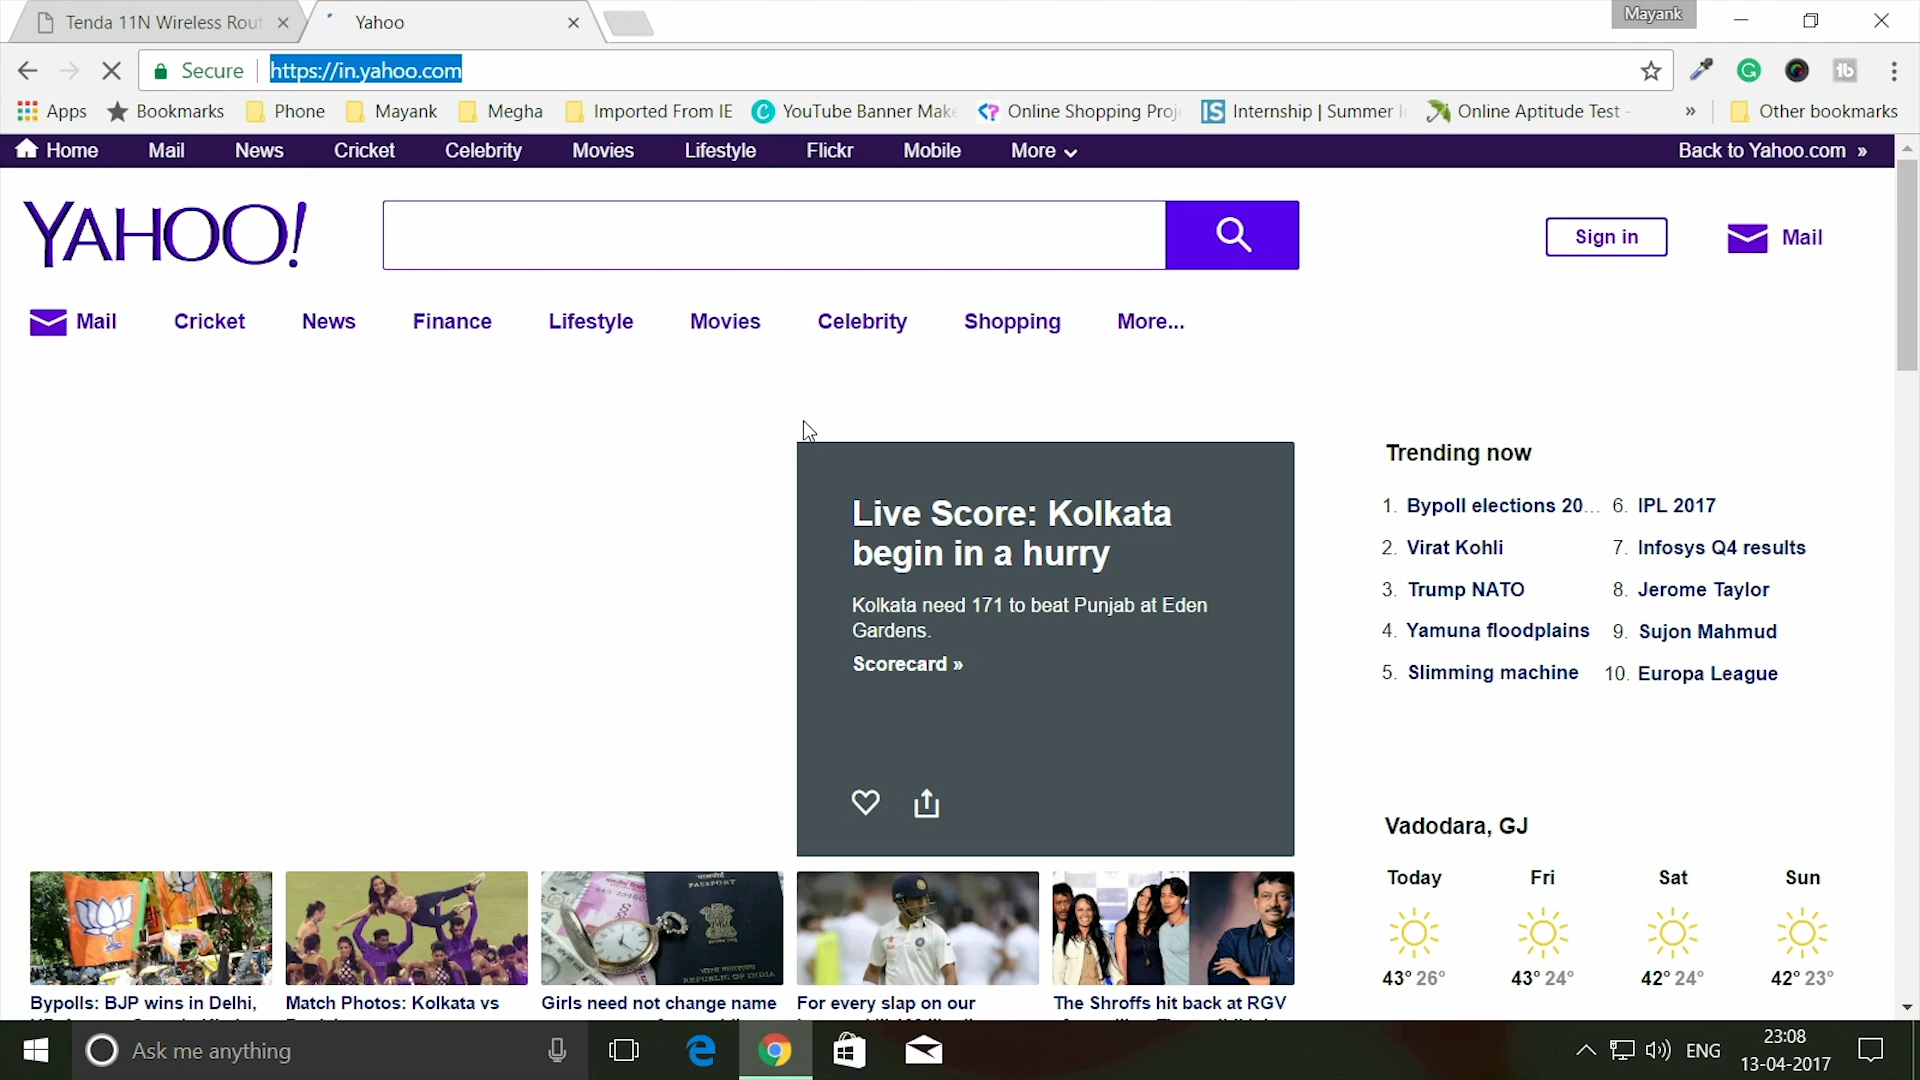 Tenda 11N Wireless Rout
Yahoo
Mayank
Secure
https://in.yahoo.com
Apps
Bookmarks
Phone
Mayank
Megha
Imported From IE
YouTube Banner Make
Online Shopping Proj
Internship | Summer I
Online Aptitude Test -
»
Other bookmarks
Home
Mail
News
Cricket
Celebrity
Movies
Lifestyle
Flickr
Mobile
More
Back to Yahoo.com »
YAHOO!
Sign in
Mail
Mail
Cricket
News
Finance
Lifestyle
Movies
Celebrity
Shopping
More...
Live Score: Kolkata
begin in a hurry
Kolkata need 171 to beat Punjab at Eden
Gardens.
Scorecard »
Trending now
1. Bypoll elections 20...
2. Virat Kohli
3. Trump NATO
4. Yamuna floodplains
5. Slimming machine
6. IPL 2017
7. Infosys Q4 results
8. Jerome Taylor
9. Sujon Mahmud
10. Europa League
Vadodara, GJ
Today
Fri
Sat
Sun
43° 26°
43° 24°
42° 24°
42° 23°
PASSPORT
REPUBLIC OF INDIA
Bypolls: BJP wins in Delhi,
Match Photos: Kolkata vs
Girls need not change name
For every slap on our
The Shroffs hit back at RGV
Ask me anything
ENG
23:08
13-04-2017